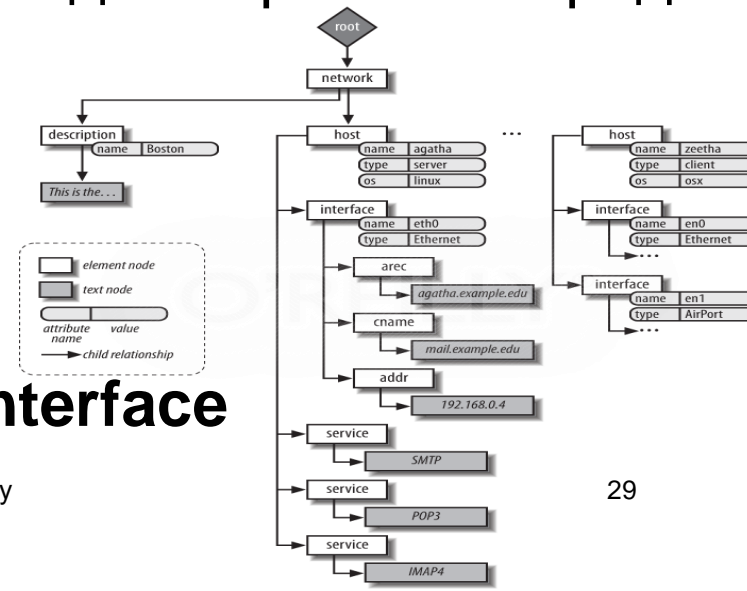 root
network
description
name Boston
This is the...
host
name agatha
type server
os linux
...
host
name zeetha
type client
os osx
interface
name eth0
type Ethernet
arec
agatha.example.edu
cname
mail.example.edu
addr
192.168.0.4
service
SMTP
service
POP3
service
IMAP4
interface
name en0
type Ethernet
...
interface
name en1
type AirPort
...
element node
text node
attribute name value
child relationship
nterface
y
29